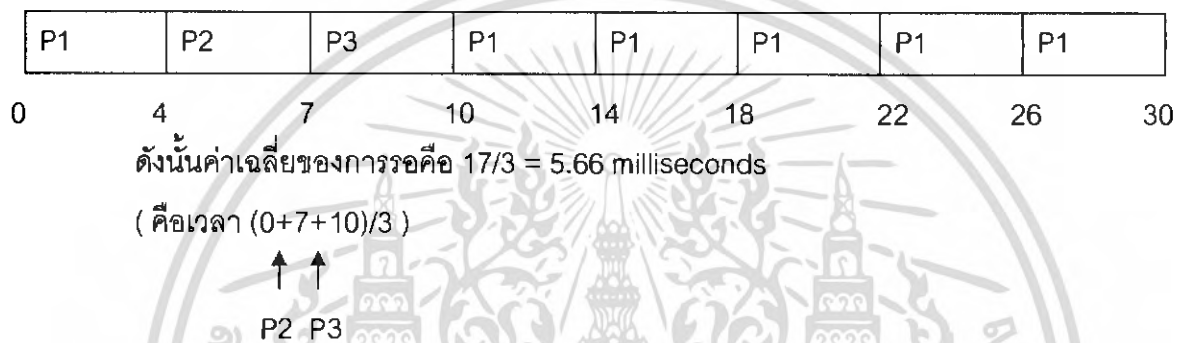 P1 P2 P3 P1 P1 P1 P1 P1
0 4 7 10 14 18 22 26 30
ดังนั้นค่าเฉลี่ยของการรอคือ 17/3 = 5.66 milliseconds
( คือเวลา (0+7+10)/3 )
P2 P3